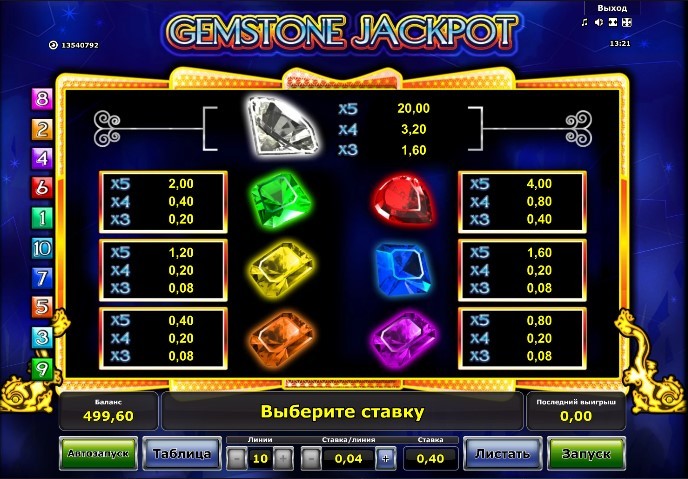 Выход
GEMSTONE JACKPOT
13540792
13:21
8
2
4
6
1
10
7
5
3
9
x5 20,00
x4 3,20
x3 1,60
x5 2,00
x4 0,40
x3 0,20
x5 4,00
x4 0,80
x3 0,40
x5 1,20
x4 0,20
x3 0,08
x5 1,60
x4 0,20
x3 0,08
x5 0,40
x4 0,20
x3 0,08
x5 0,80
x4 0,20
x3 0,08
Баланс
499,60
Выберите ставку
Последний выигрыш
0,00
Автозапуск
Таблица
Линии
- 10 +
Ставка/линия
- 0,04 +
Ставка
0,40
Листать
Запуск